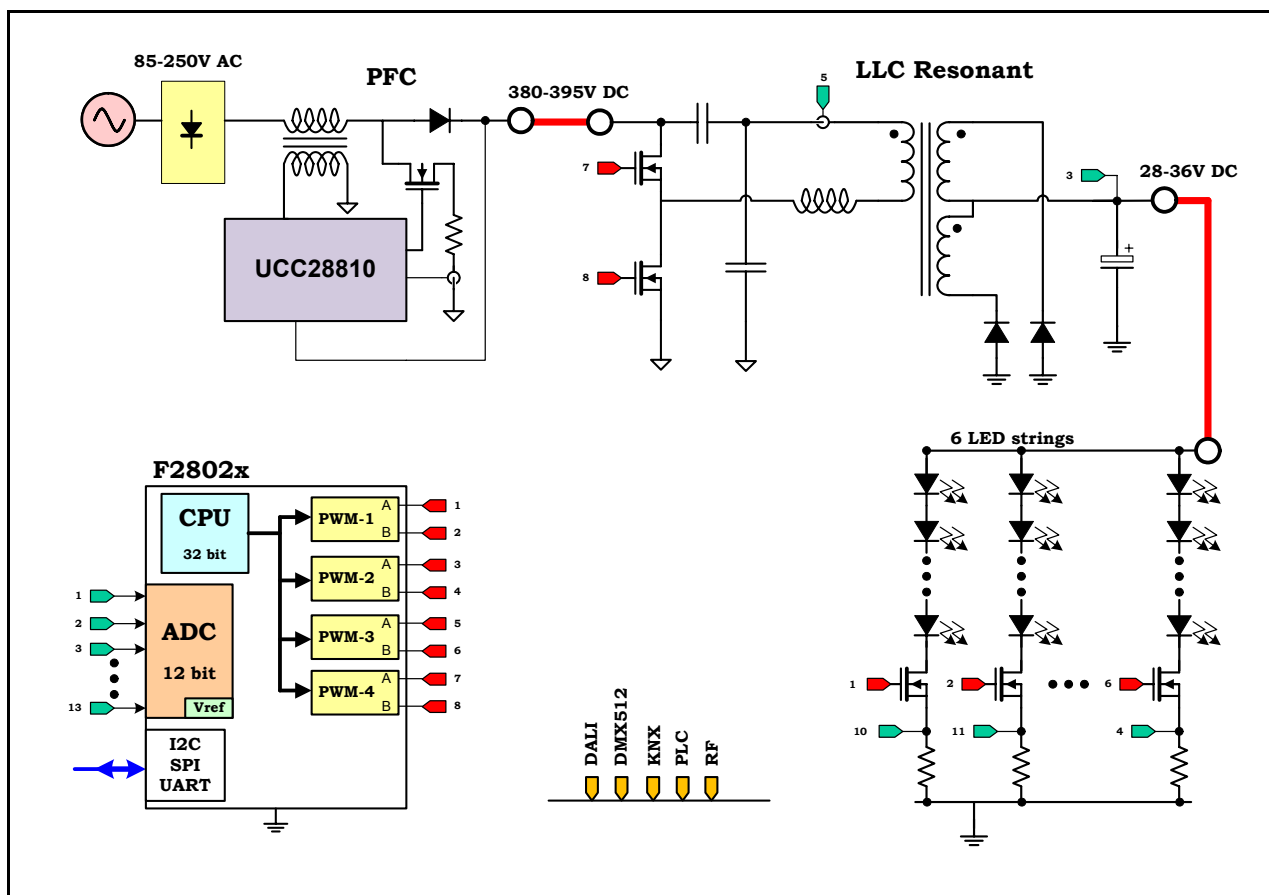 85-250V AC
PFC
380-395V DC
5
LLC Resonant
7
8
3
28-36V DC
UCC28810
+
6 LED strings
F2802x
CPU
32 bit
PWM-1
A
B
1
2
PWM-2
A
B
3
4
PWM-3
A
B
5
6
PWM-4
A
B
7
8
1
2
3
13
ADC
12 bit
Vref
I2C
SPI
UART
DALI
DMX512
KNX
PLC
RF
1
2
6
10
11
4